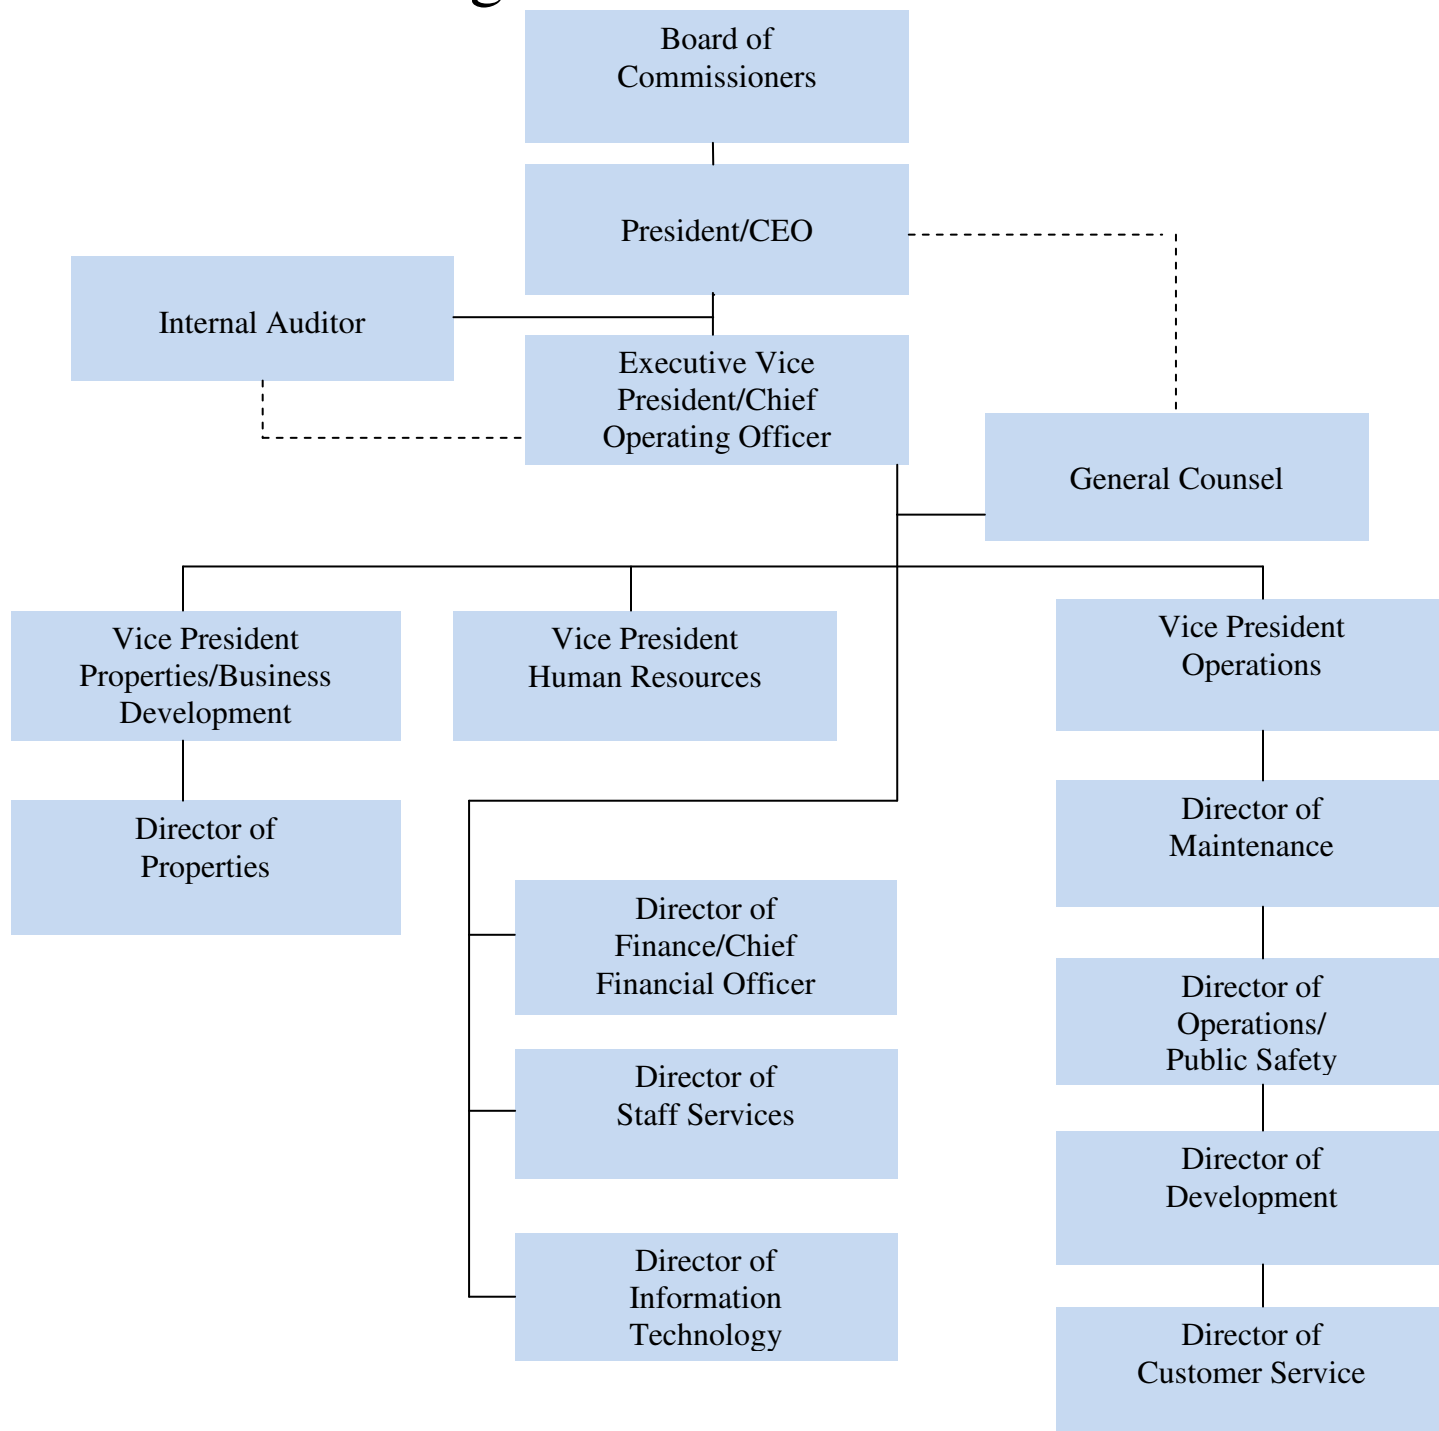 Board of
Commissioners
President/CEO
Internal Auditor
Executive Vice
President/Chief
Operating Officer
General Counsel
Vice President
Properties/Business
Development
Vice President
Human Resources
Vice President
Operations
Director of
Properties
Director of
Maintenance
Director of
Finance/Chief
Financial Officer
Director of
Operations/
Public Safety
Director of
Staff Services
Director of
Development
Director of
Information
Technology
Director of
Customer Service